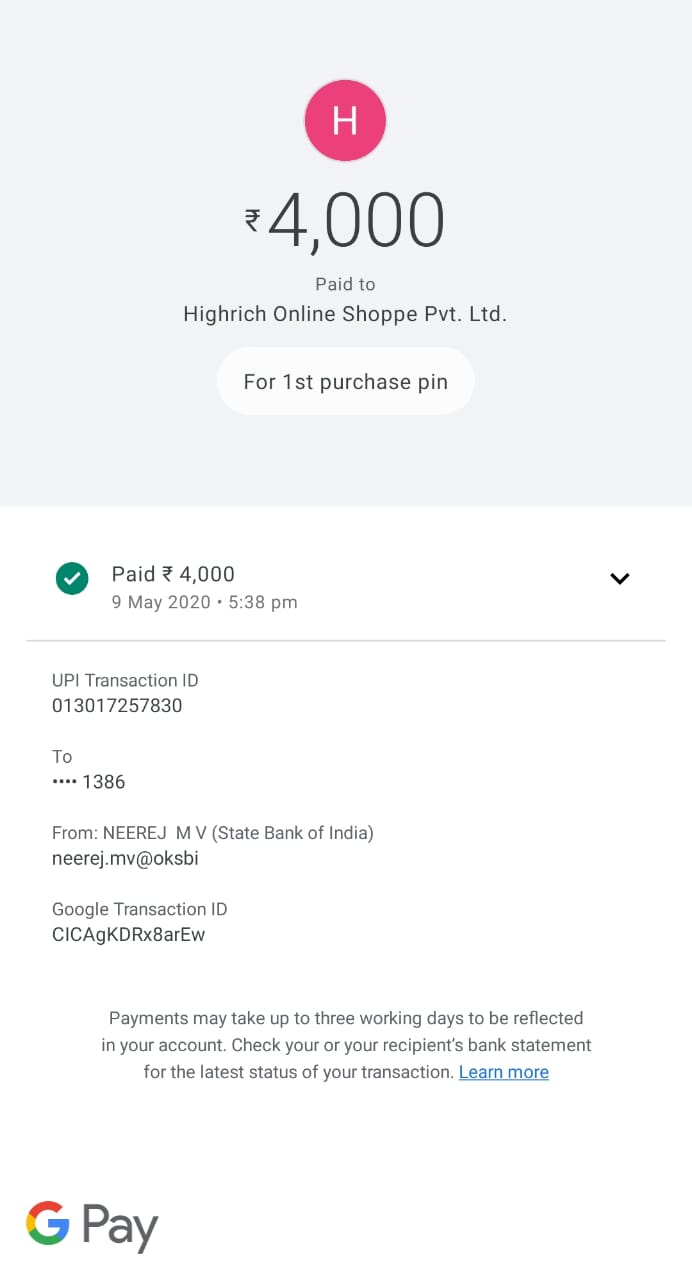 H
₹4,000
Paid to
Highrich Online Shoppe Pvt. Ltd.
For 1st purchase pin
Paid ₹ 4,000
9 May 2020 • 5:38 pm
UPI Transaction ID
013017257830
To
•••• 1386
From: NEEREJ  M V (State Bank of India)
neerej.mv@oksbi
Google Transaction ID
CICAgKDRx8arEw
Payments may take up to three working days to be reflected
in your account. Check your or your recipient's bank statement
for the latest status of your transaction. Learn more
G Pay